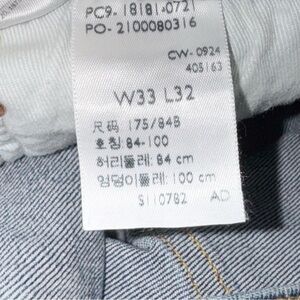 PC9- 18181-0721
PO- 2100080316
CW-0924
405163
W33 L32
尺码 175/84B
호칭: 84-100
허리둘레: 84 cm
엉덩이둘레: 100 cm
S110782 AD